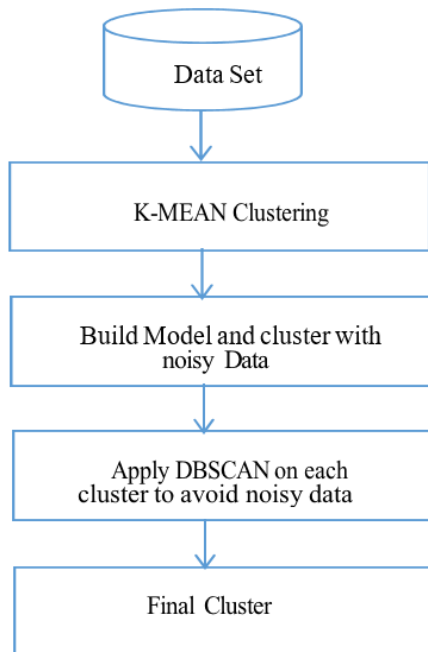 Data Set
K-MEAN Clustering
Build Model and cluster with
noisy Data
Apply DBSCAN on each
cluster to avoid noisy data
Final Cluster